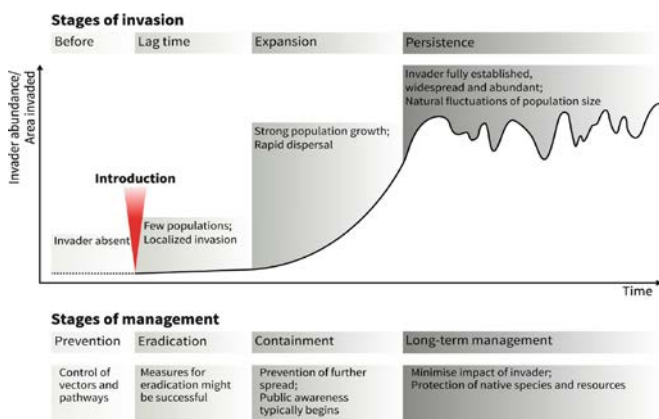 Stages of invasion
Before
Lag time
Expansion
Persistence
Invader abundance/
Area invaded
Invader fully established,
widespread and abundant;
Natural fluctuations of population size
Strong population growth;
Rapid dispersal
Introduction
Few populations;
Localized invasion
Invader absent
Time
Stages of management
Prevention
Eradication
Containment
Long-term management
Control of
vectors and
pathways
Measures for
eradication might
be successful
Prevention of further
spread;
Public awareness
typically begins
Minimise impact of invader;
Protection of native species and resources